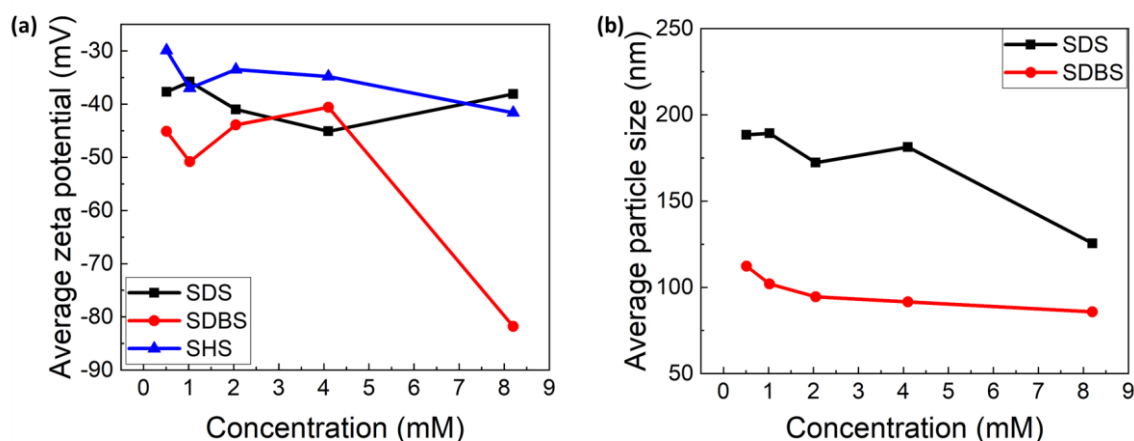 (a)
Average zeta potential (mV)
-30
-40
-50
-60
-70
-80
-90
SDS
SDBS
SHS
0 1 2 3 4 5 6 7 8 9
Concentration (mM)
(b)
Average particle size (nm)
250
200
150
100
50
SDS
SDBS
0 1 2 3 4 5 6 7 8 9
Concentration (mM)